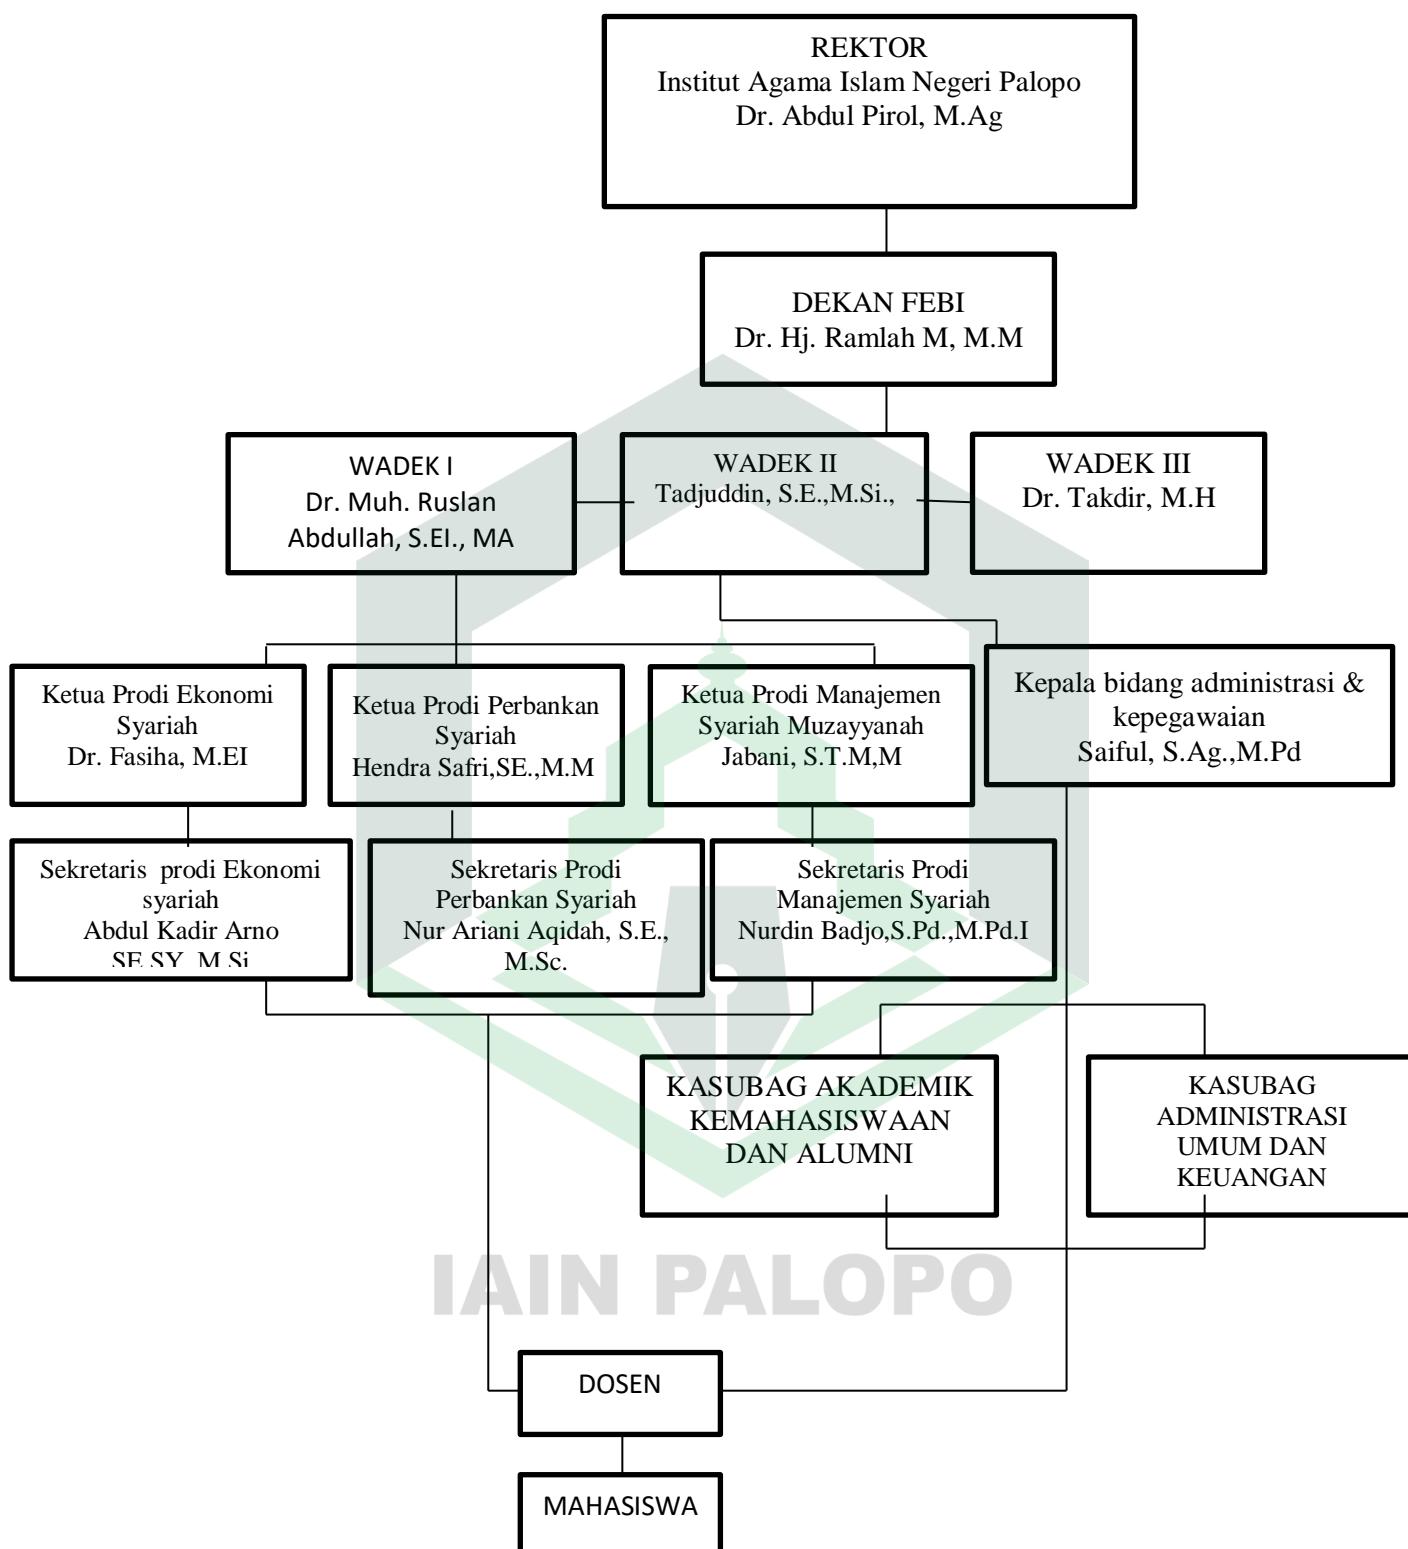 REKTOR
Institut Agama Islam Negeri Palopo
Dr. Abdul Pirol, M.Ag
DEKAN FEBI
Dr. Hj. Ramlah M, M.M
WADEK I
Dr. Muh. Ruslan
Abdullah, S.EI., MA
WADEK II
Tadjuddin, S.E.,M.Si.,
WADEK III
Dr. Takdir, M.H
Ketua Prodi Ekonomi
Syariah
Dr. Fasiha, M.EI
Ketua Prodi Perbankan
Syariah
Hendra Safri,SE.,M.M
Ketua Prodi Manajemen
Syariah Muzayyanah
Jabani, S.T.M,M
Kepala bidang administrasi &
kepegawaian
Saiful, S.Ag.,M.Pd
Sekretaris prodi Ekonomi
syariah
Abdul Kadir Arno
SE.SY, M.Si
Sekretaris Prodi
Perbankan Syariah
Nur Ariani Aqidah, S.E.,
M.Sc.
Sekretaris Prodi
Manajemen Syariah
Nurdin Badjo,S.Pd.,M.Pd.I
KASUBAG AKADEMIK
KEMAHASISWAAN
DAN ALUMNI
KASUBAG
ADMINISTRASI
UMUM DAN
KEUANGAN
IAIN PALOPO
DOSEN
MAHASISWA